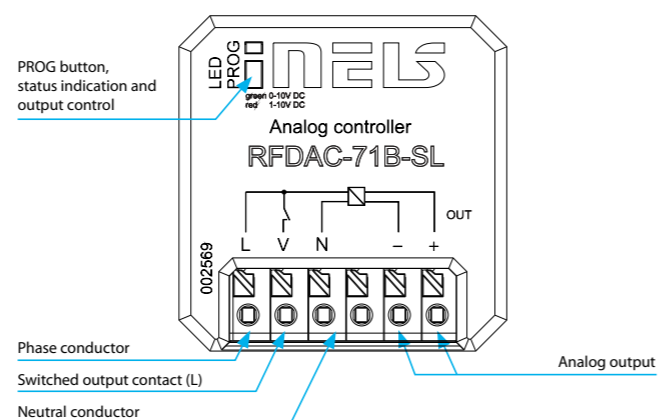 PROG button,
status indication and
output control
LED
PROG
iNELS
green 0-10V DC
red 1-10V DC
Analog controller
RFDAC-71B-SL
OUT
L V N – +
002569
Phase conductor
Switched output contact (L)
Neutral conductor
Analog output